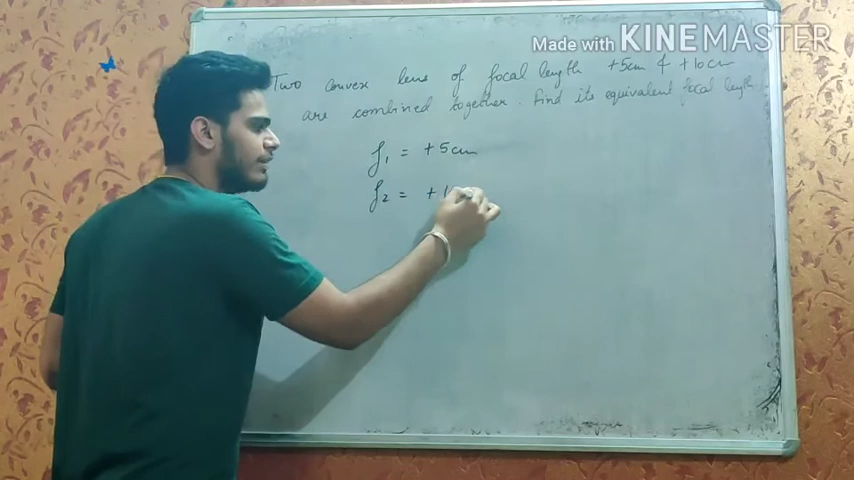 Made with KINEMASTER
Two convex lens of focal length +5cm & +10cm
are combined together. Find its equivalent focal length
f₁ = +5cm
f₂ = +1